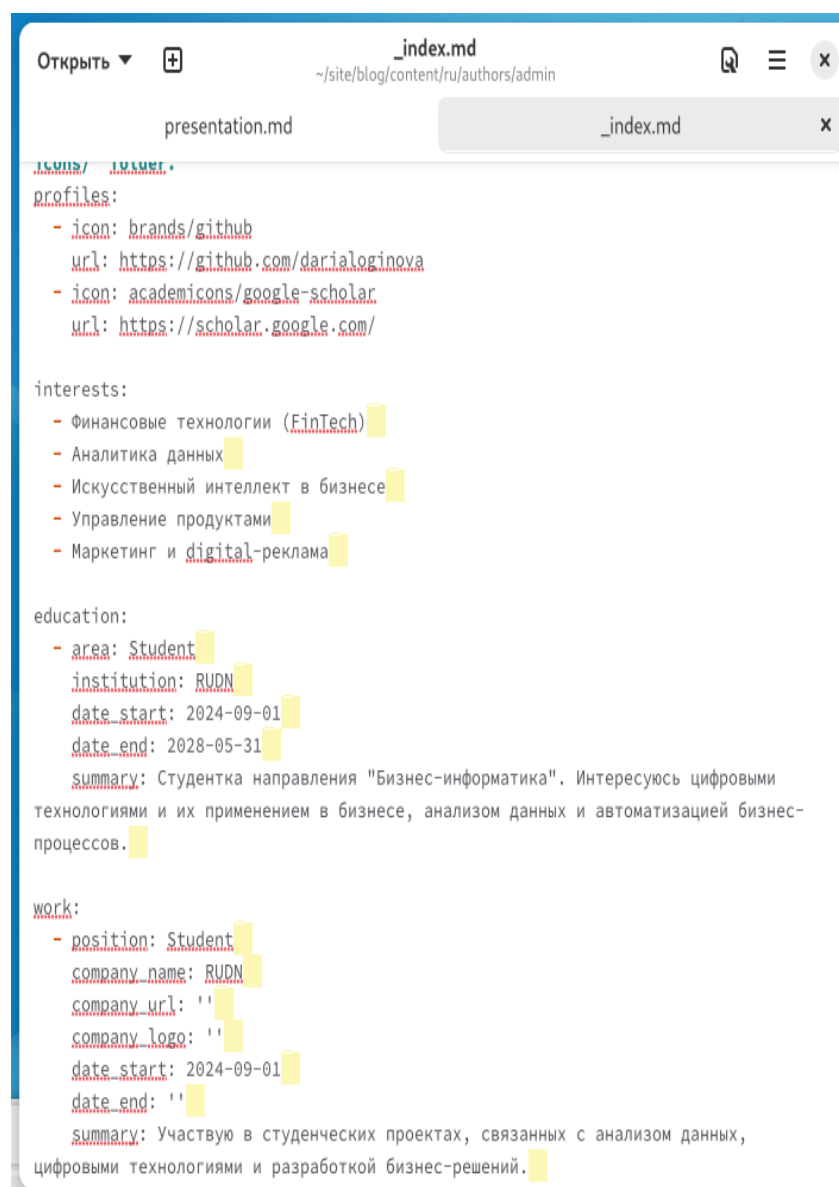 Открыть
_index.md
~/site/blog/content/ru/authors/admin
presentation.md
_index.md
icons/` folder.
profiles:
- icon: brands/github
url: https://github.com/darialoginova
- icon: academicons/google-scholar
url: https://scholar.google.com/
interests:
- Финансовые технологии (FinTech)
- Аналитика данных
- Искусственный интеллект в бизнесе
- Управление продуктами
- Маркетинг и digital-реклама
education:
- area: Student
institution: RUDN
date_start: 2024-09-01
date_end: 2028-05-31
summary: Студентка направления "Бизнес-информатика". Интересуюсь цифровыми
технологиями и их применением в бизнесе, анализом данных и автоматизацией бизнес-
процессов.
work:
- position: Student
company_name: RUDN
company_url: ''
company_logo: ''
date_start: 2024-09-01
date_end: ''
summary: Участвую в студенческих проектах, связанных с анализом данных,
цифровыми технологиями и разработкой бизнес-решений.